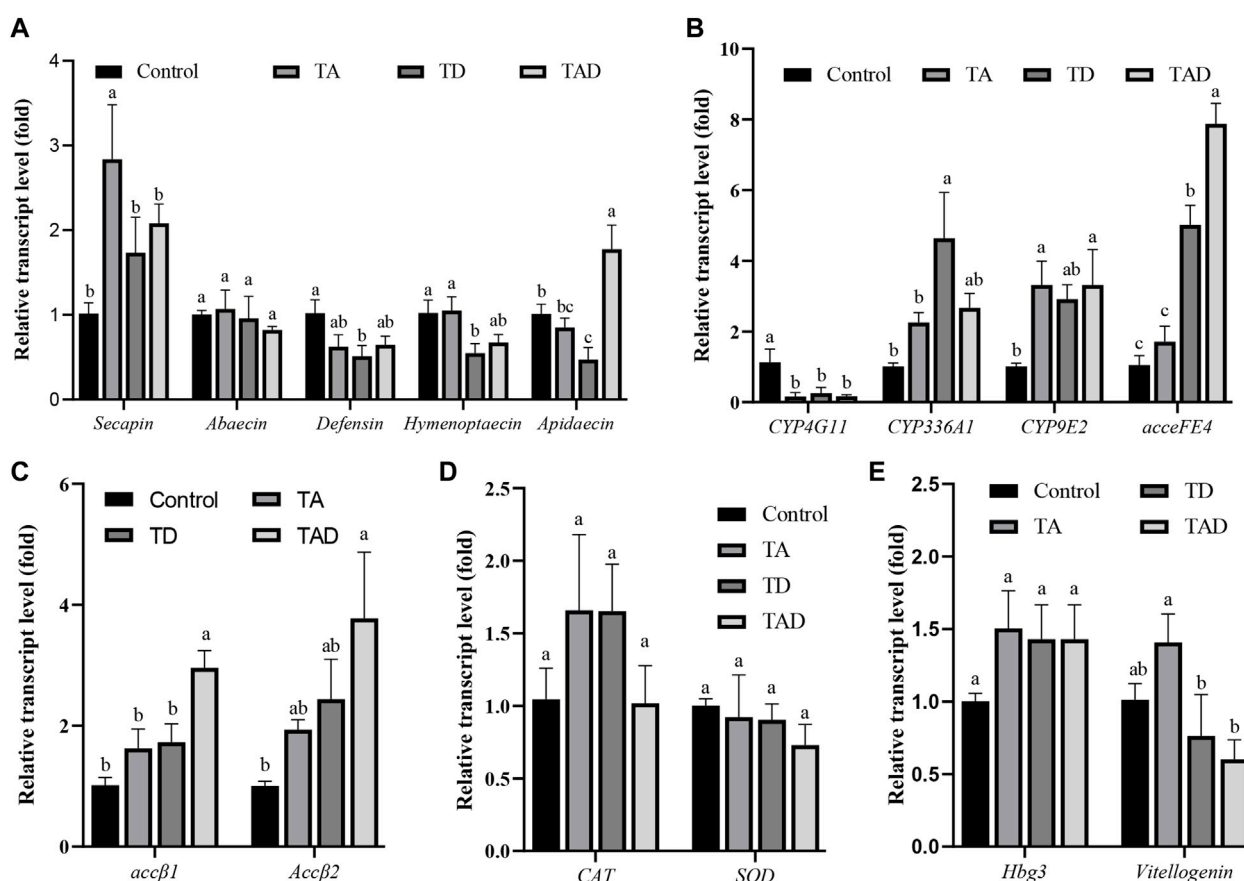 A
Relative transcript level (fold)
4
3
2
1
0
Control TA TD TAD
b a b b
a a a a
a ab b ab
a a b b
b bc c a
Secapin Abaecin Defensin Hymenoptaecin Apidaecin
B
Relative transcript level (fold)
10
8
6
4
2
0
Control TA TD TAD
a b b b
b b a ab
b a ab a
c c b a
CYP4G11 CYP336A1 CYP9E2 acceFE4
C
Relative transcript level (fold)
6
4
2
0
Control TA
TD TAD
b b b a
b ab ab a
accβ1 Accβ2
D
Relative transcript level (fold)
2.5
2.0
1.5
1.0
0.5
0.0
Control
TA
TD
TAD
a a a a
a a a a
CAT SOD
E
Relative transcript level (fold)
2.5
2.0
1.5
1.0
0.5
0.0
Control TD
TA TAD
a a a a
ab a b b
Hbg3 Vitellogenin